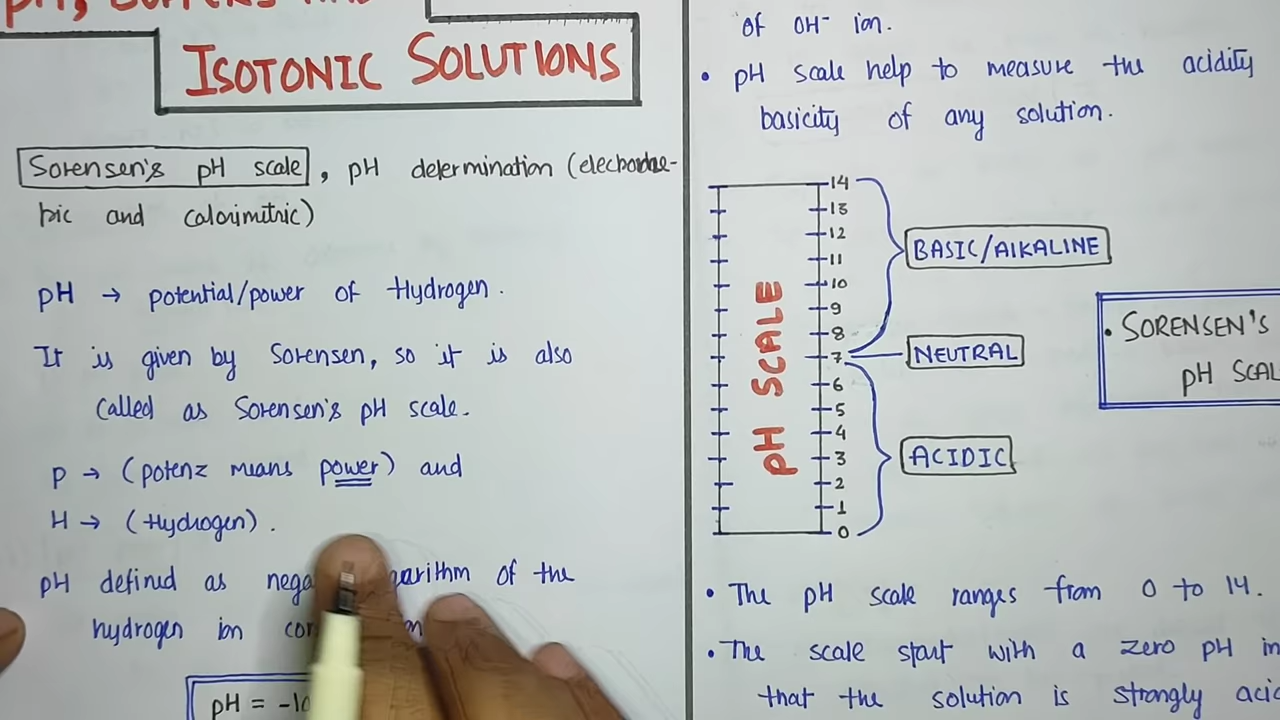 pH, BUFFERS AND
ISOTONIC SOLUTIONS
Sorensen's pH scale, pH determination (electrome-
tric and calorimetric)
pH → potential/power of Hydrogen.
It is given by Sorensen, so it is also
called as Sorensen's pH scale.
P → (potenz means power) and
H → (Hydrogen).
pH defined as of the
hydrogen ion
pH =
of OH⁻ ion.
• pH scale help to measure the acidity
basicity of any solution.
14
13
12
11
10
9
8
7
6
5
4
3
2
1
0
pH SCALE
BASIC/AlKALINE
NEUTRAL
ACIDIC
• SORENSEN'S
pH SCAL
• The pH scale ranges from 0 to 14.
• The scale start with a zero pH in
that the solution is strongly acid